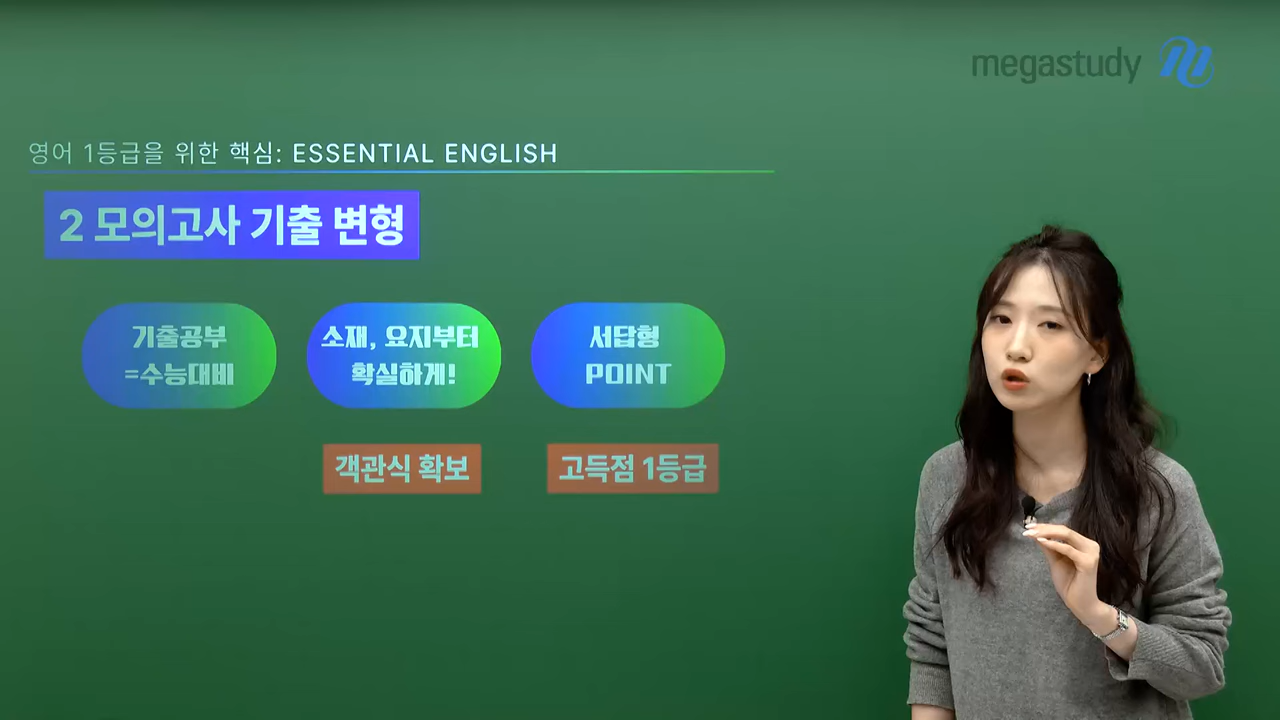 megastudy
영어 1등급을 위한 핵심: ESSENTIAL ENGLISH
2 모의고사 기출 변형
기출공부
=수능대비
소재, 요지부터
확실하게!
서답형
POINT
객관식 확보
고득점 1등급